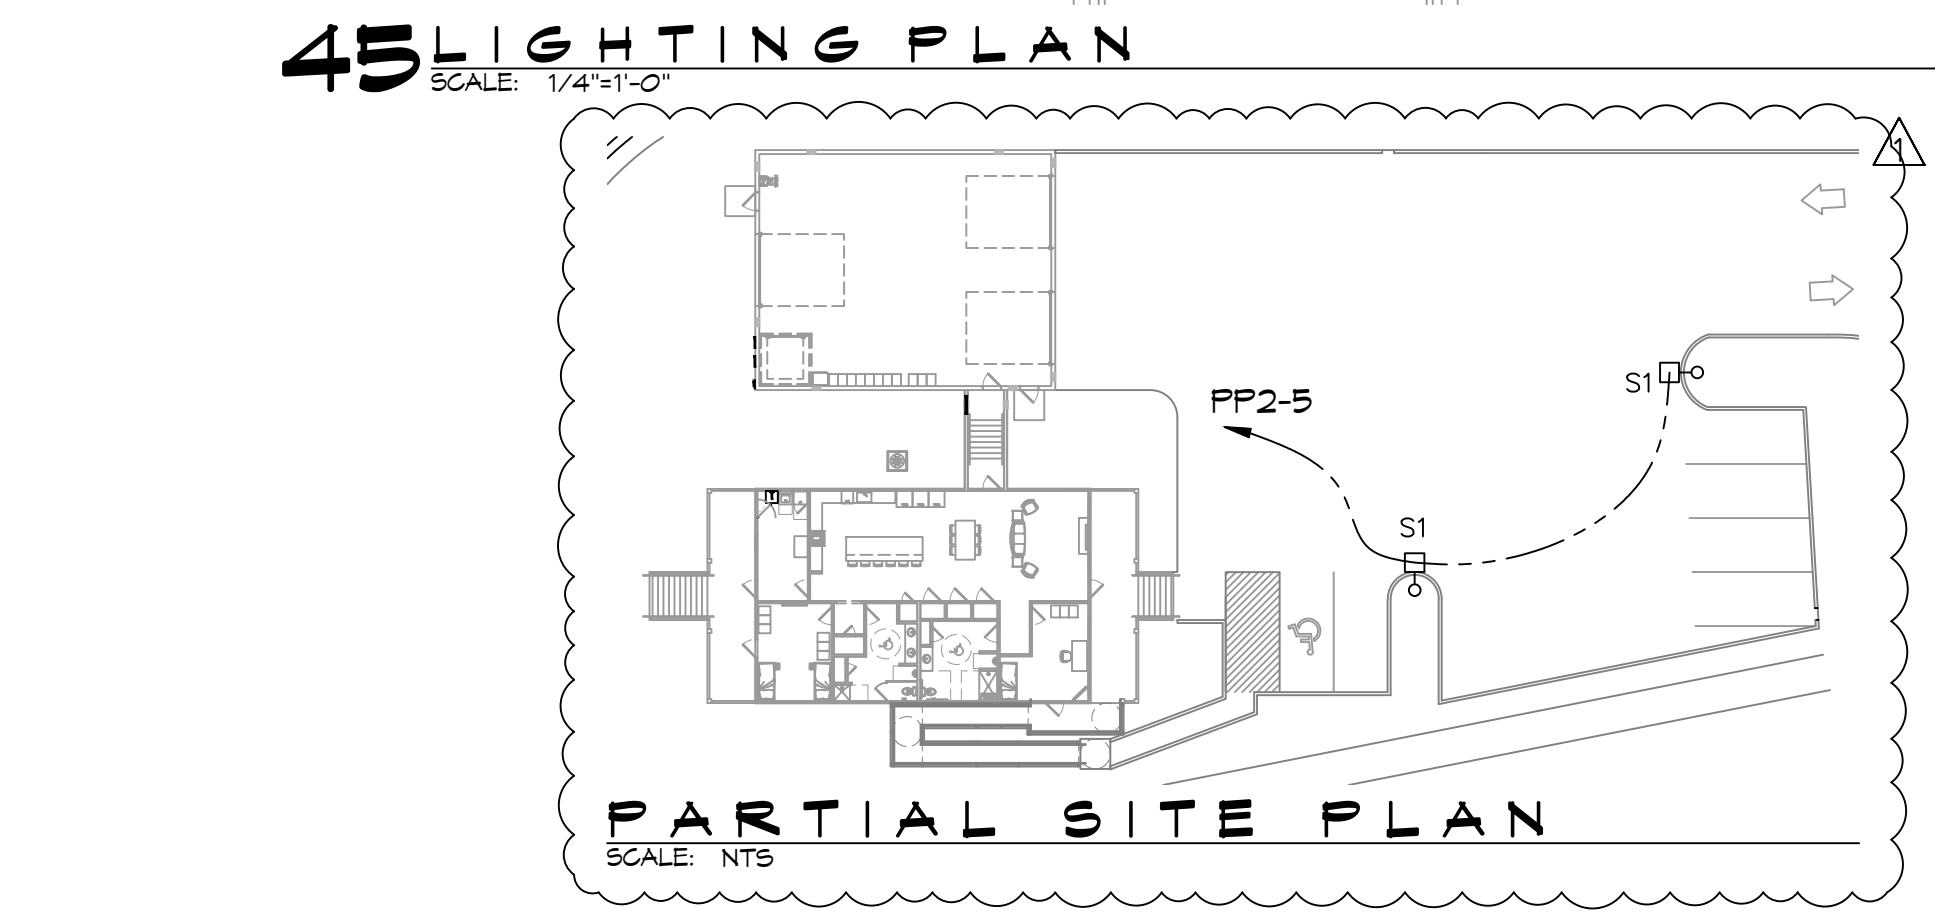 45 LIGHTING PLAN
SCALE: 1/4"=1'-0"
1
PP2-5
S1
S1
PARTIAL SITE PLAN
SCALE: NTS